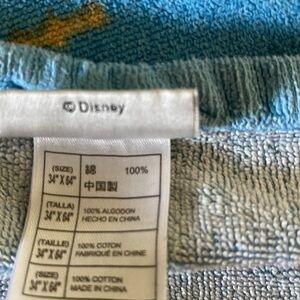 © Disney
(SIZE) 綿 100%
34" X 64" 中国製
(TALLA) 100% ALGODON
34" X 64" HECHO EN CHINA
(TAILLE) 100% COTON
34" X 64" FABRIQUÉ EN CHINE
(SIZE) 100% COTTON
34" X 64" MADE IN CHINA